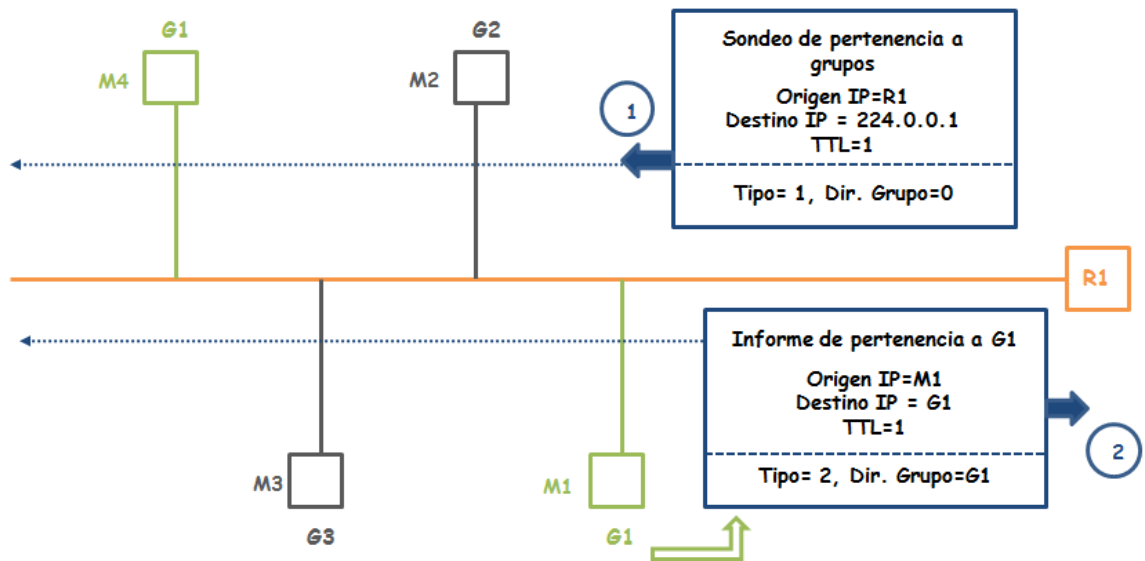 G1
G2
M4
M2
1
Sondeo de pertenencia a
grupos
Origen IP=R1
Destino IP = 224.0.0.1
TTL=1
Tipo= 1, Dir. Grupo=0
R1
Informe de pertenencia a G1
Origen IP=M1
Destino IP = G1
TTL=1
Tipo= 2, Dir. Grupo=G1
2
M3
M1
G3
G1